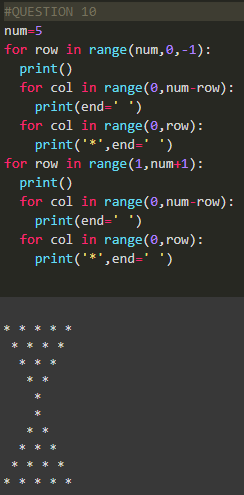 #QUESTION 10
num=5
for row in range(num,0,-1):
  print()
  for col in range(0,num-row):
    print(end=' ')
  for col in range(0,row):
    print('*',end=' ')
for row in range(1,num+1):
  print()
  for col in range(0,num-row):
    print(end=' ')
  for col in range(0,row):
    print('*',end=' ')
* * * * *
 * * * *
  * * *
   * *
    *
    *
   * *
  * * *
 * * * *
* * * * *